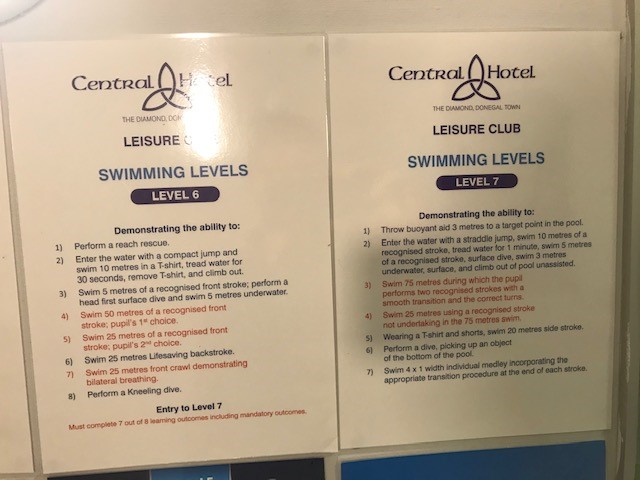 Central Hotel
THE DIAMOND, DON
LEISURE
SWIMMING LEVELS
LEVEL 6
Demonstrating the ability to:
1) Perform a reach rescue.
2) Enter the water with a compact jump and
swim 10 metres in a T-shirt, tread water for
30 seconds, remove T-shirt, and climb out.
3) Swim 5 metres of a recognised front stroke; perform a
head first surface dive and swim 5 metres underwater.
4) Swim 50 metres of a recognised front
stroke; pupil's 1st choice.
5) Swim 25 metres of a recognised front
stroke; pupil's 2nd choice.
6) Swim 25 metres Lifesaving backstroke.
7) Swim 25 metres front crawl demonstrating
bilateral breathing.
8) Perform a Kneeling dive.
Entry to Level 7
Must complete 7 out of 8 learning outcomes including mandatory outcomes.
Central Hotel
THE DIAMOND, DONEGAL TOWN
LEISURE CLUB
SWIMMING LEVELS
LEVEL 7
Demonstrating the ability to:
1) Throw buoyant aid 3 metres to a target point in the pool.
2) Enter the water with a straddle jump, swim 10 metres of a
recognised stroke, tread water for 1 minute, swim 5 metres
of a recognised stroke, surface dive, swim 3 metres
underwater, surface, and climb out of pool unassisted.
3) Swim 75 metres during which the pupil
performs two recognised strokes with a
smooth transition and the correct turns.
4) Swim 25 metres using a recognised stroke
not undertaking in the 75 metres swim.
5) Wearing a T-shirt and shorts, swim 20 metres side stroke.
6) Perform a dive, picking up an object
of the bottom of the pool.
7) Swim 4 x 1 width individual medley incorporating the
appropriate transition procedure at the end of each stroke.